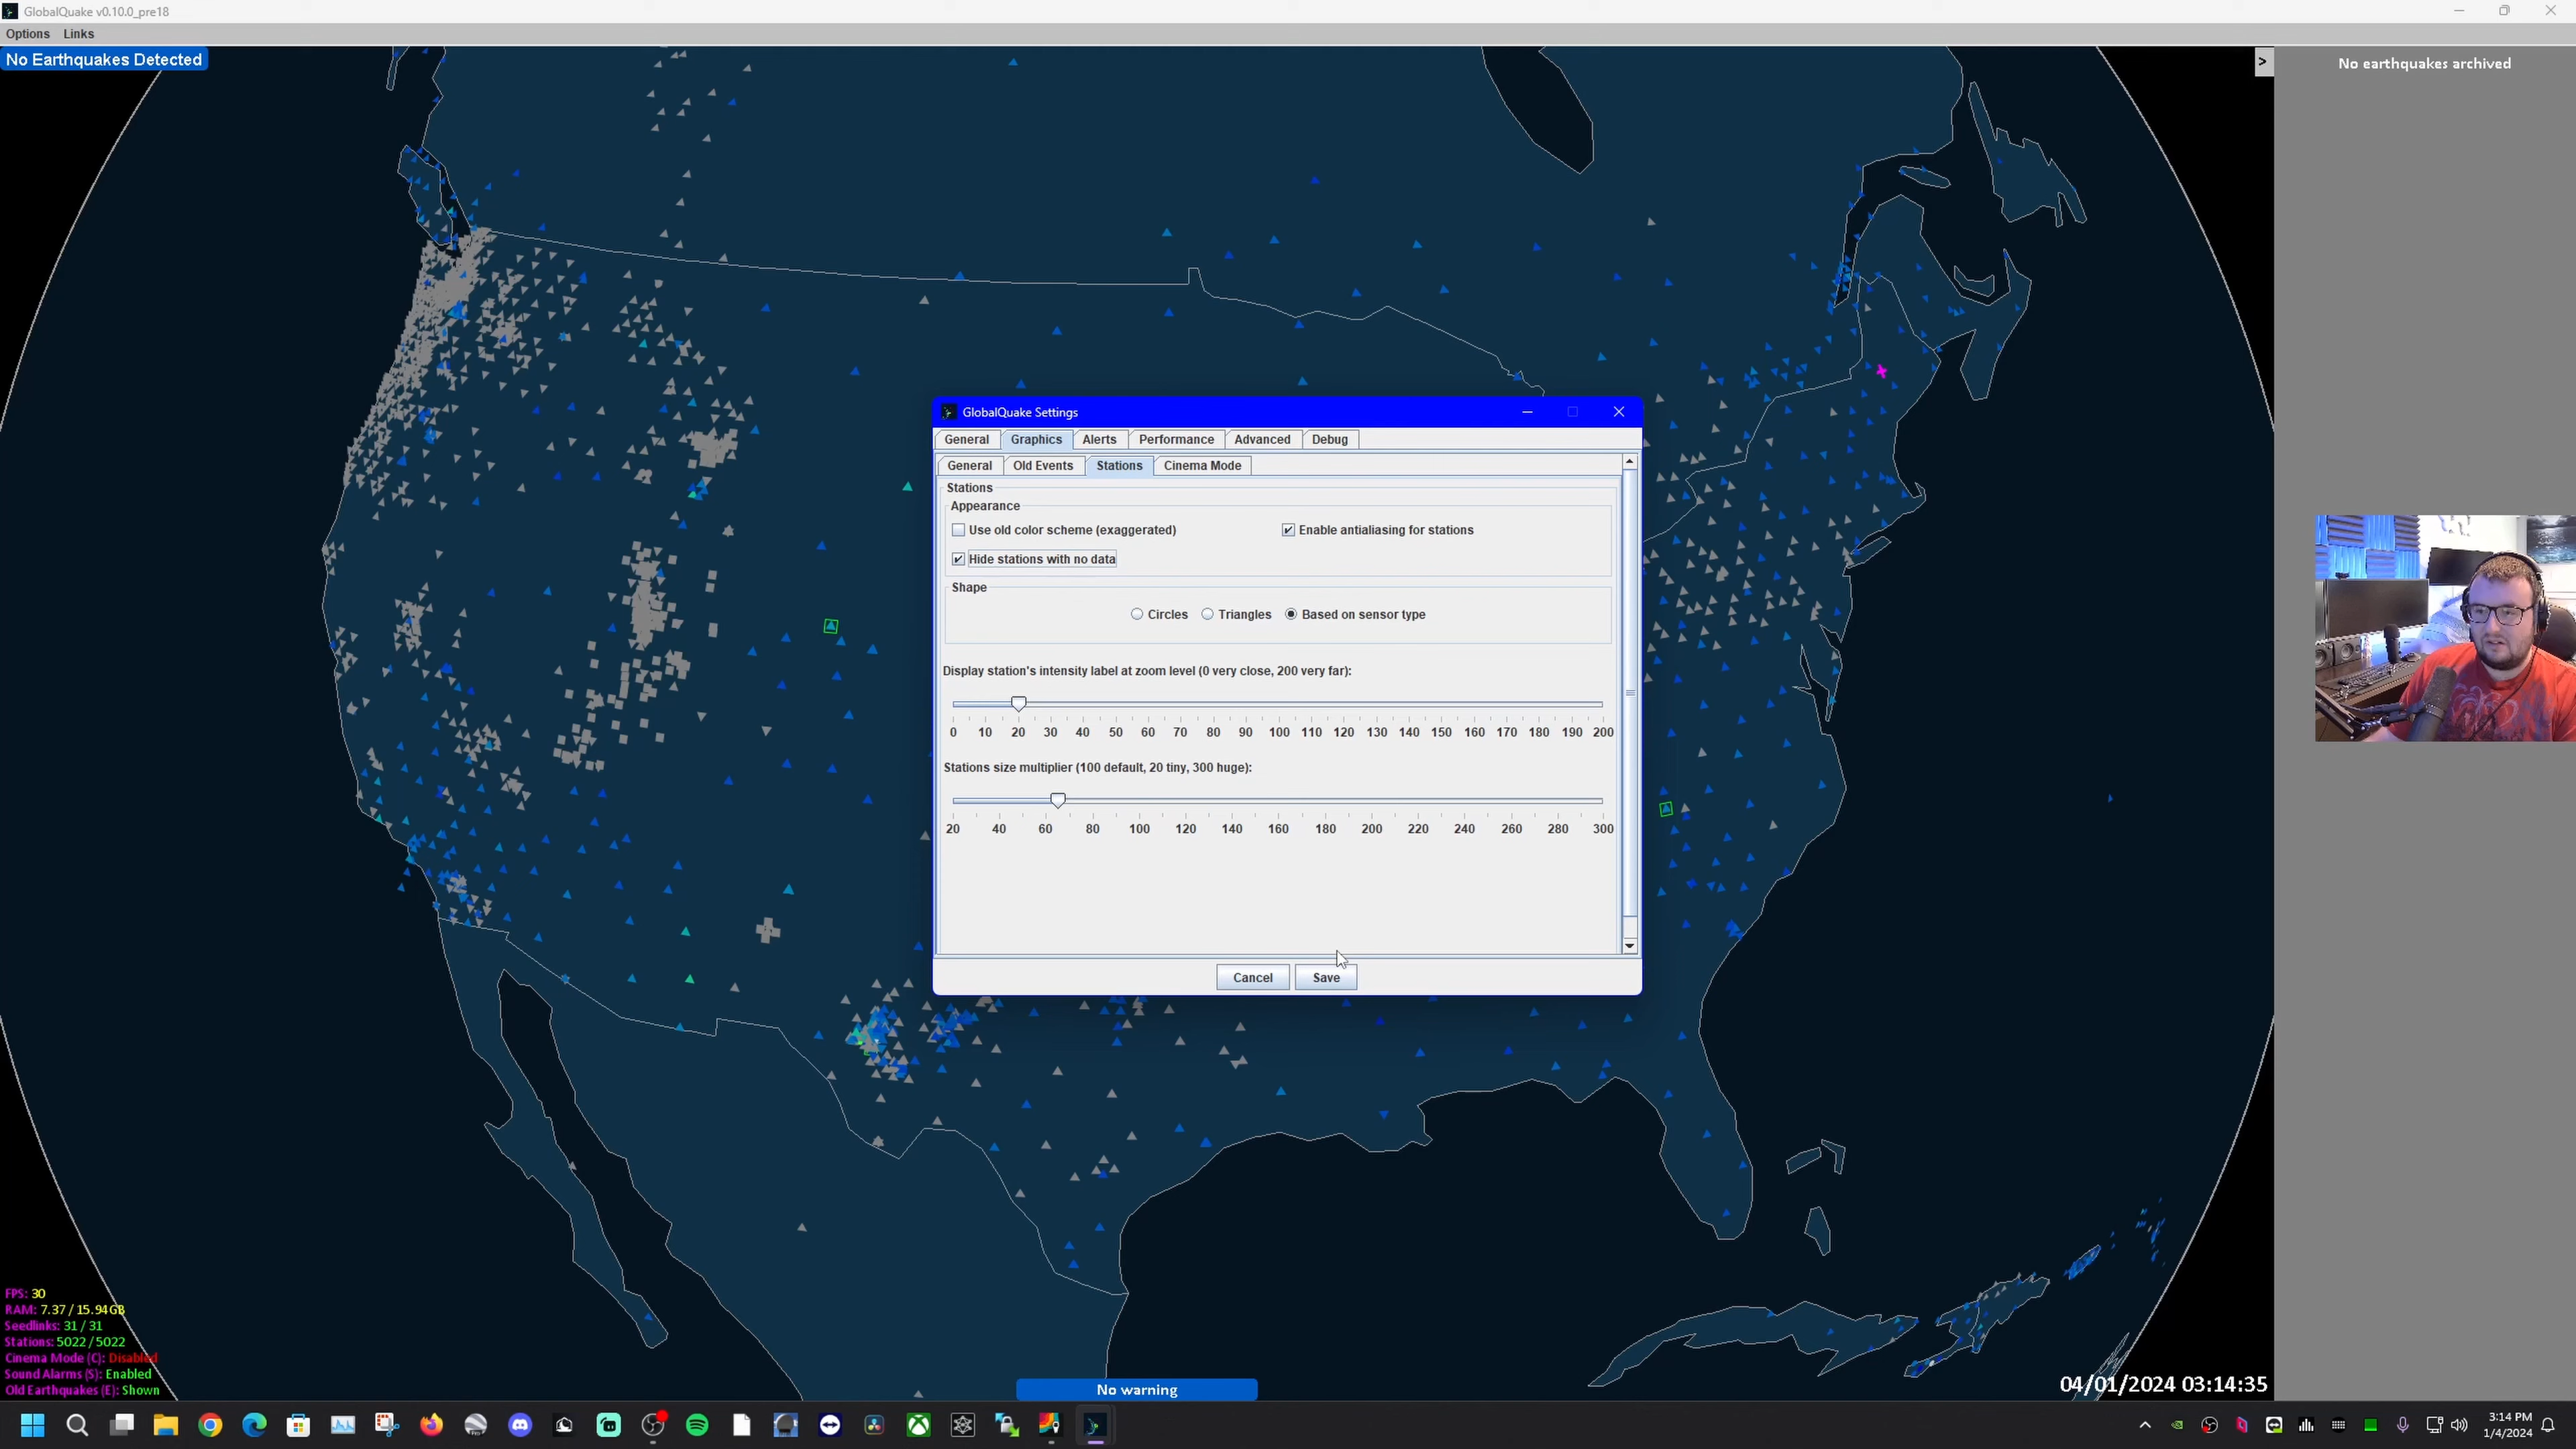 GlobalQuake v0.10.0_pre18
Options Links
No Earthquakes Detected
>
No earthquakes archived
GlobalQuake Settings
General Graphics Alerts Performance Advanced Debug
General Old Events Stations Cinema Mode
Stations
Appearance
Use old color scheme (exaggerated) Enable antialiasing for stations
Hide stations with no data
Shape
Circles Triangles Based on sensor type
Display station's intensity label at zoom level (0 very close, 200 very far):
0 10 20 30 40 50 60 70 80 90 100 110 120 130 140 150 160 170 180 190 200
Stations size multiplier (100 default, 20 tiny, 300 huge):
20 40 60 80 100 120 140 160 180 200 220 240 260 280 300
Cancel Save
FPS: 30
RAM: 7.37 / 15.94GB
Seedlinks: 31 / 31
Stations: 5022 / 5022
Cinema Mode (C): Disabled
Sound Alarms (S): Enabled
Old Earthquakes (E): Shown
No warning
04/01/2024 03:14:35
3:14 PM
1/4/2024